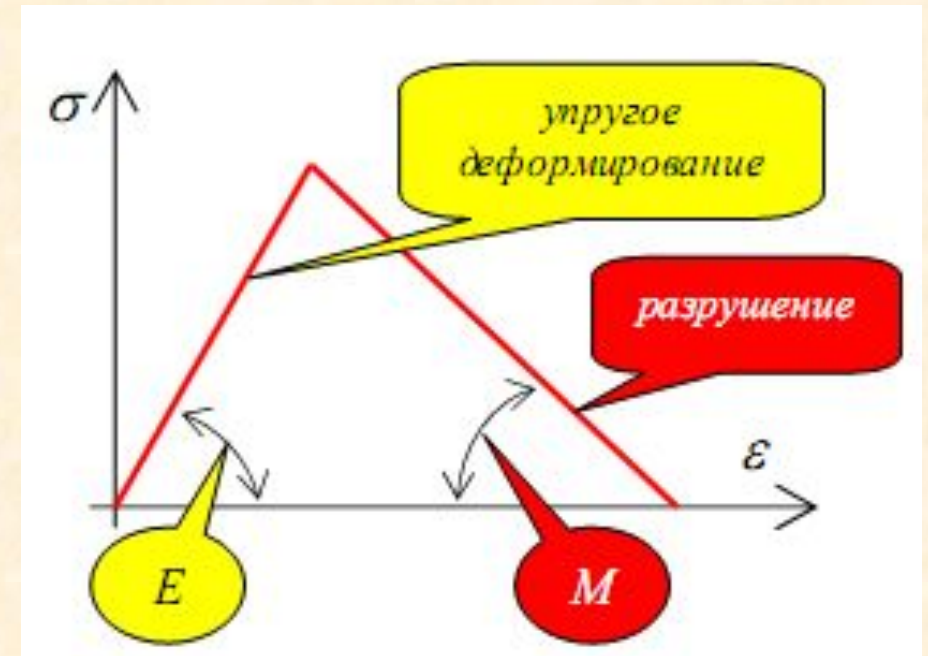 σ
упругое
деформирование
разрушение
ε
E
M